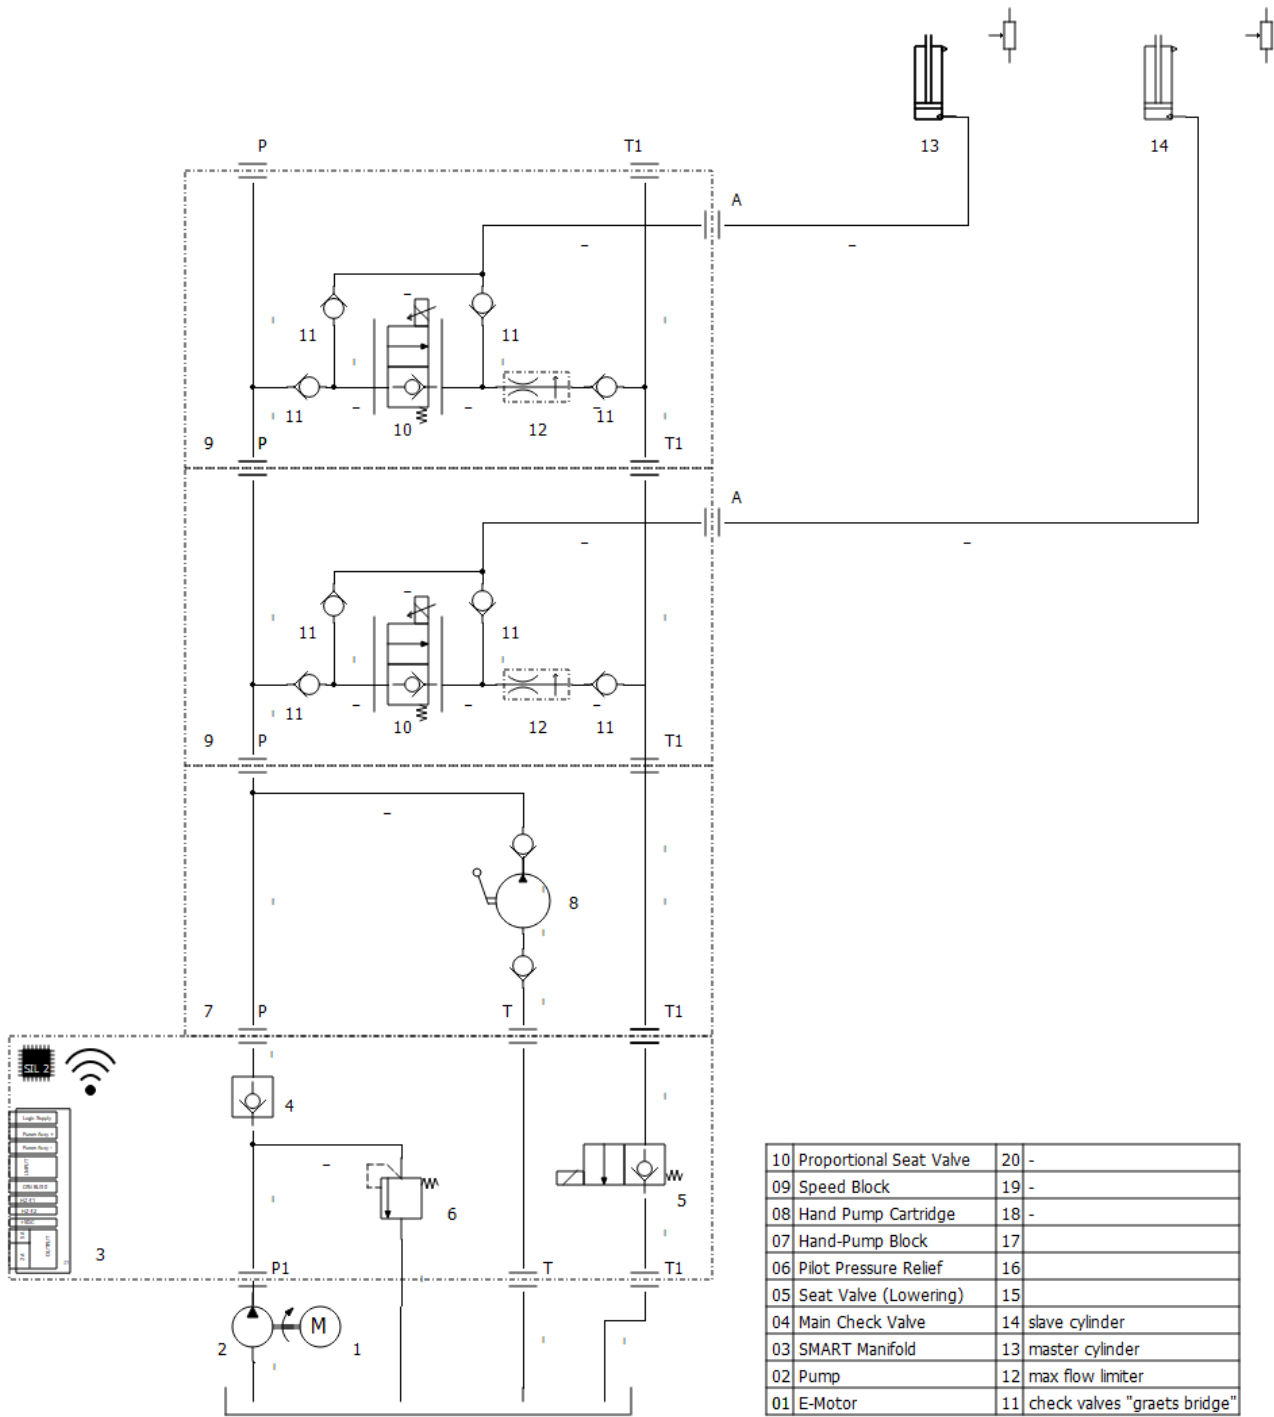 13
14
P
T1
A
11
11
11
10
12
11
9
P
T1
A
11
11
11
10
12
11
9
P
T1
8
7
P
T
T1
SIL 2
4
Logic Supply
INPUT
OUTPUT
5
6
3
P1
T
T1
M
2
1
10 Proportional Seat Valve 20 -
09 Speed Block 19 -
08 Hand Pump Cartridge 18 -
07 Hand-Pump Block 17
06 Pilot Pressure Relief 16
05 Seat Valve (Lowering) 15
04 Main Check Valve 14 slave cylinder
03 SMART Manifold 13 master cylinder
02 Pump 12 max flow limiter
01 E-Motor 11 check valves "graets bridge"